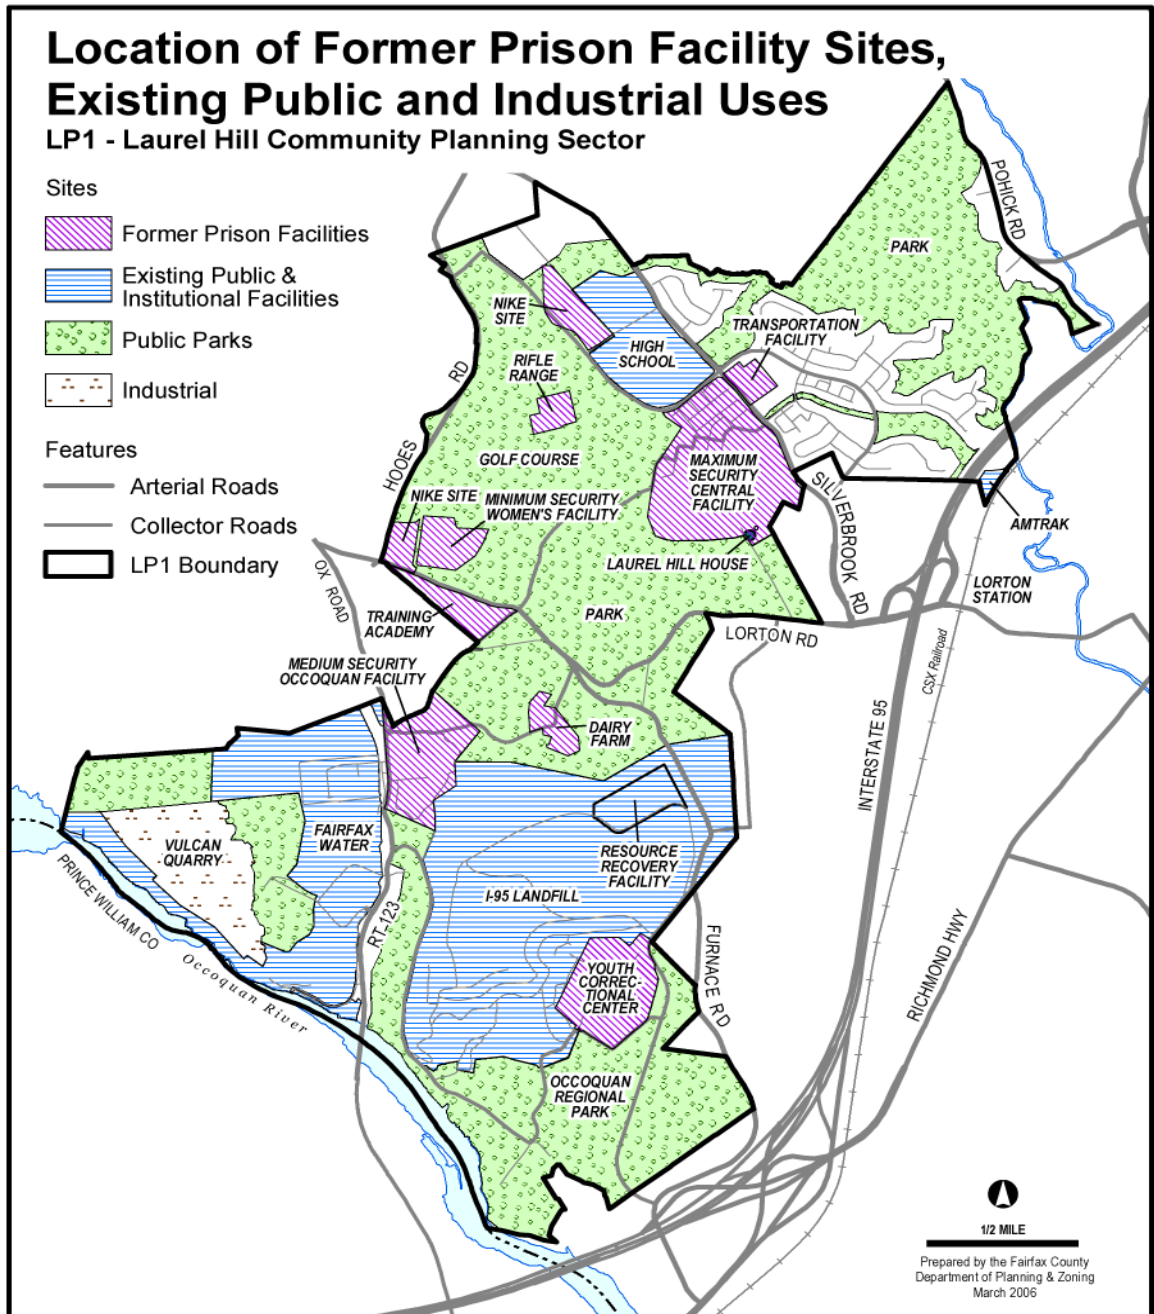 Location of Former Prison Facility Sites,
Existing Public and Industrial Uses
LP1 - Laurel Hill Community Planning Sector
Sites
Former Prison Facilities
Existing Public &
Institutional Facilities
Public Parks
Industrial
Features
Arterial Roads
Collector Roads
LP1 Boundary
POHICK RD
PARK
NIKE
SITE
HIGH
SCHOOL
TRANSPORTATION
FACILITY
RIFLE
RANGE
HOOES RD
GOLF COURSE
MAXIMUM
SECURITY
CENTRAL
FACILITY
NIKE SITE
MINIMUM SECURITY
WOMEN'S FACILITY
SILVERBROOK RD
AMTRAK
LAUREL HILL HOUSE
OX ROAD
LORTON
STATION
TRAINING
ACADEMY
PARK
LORTON RD
CSX Railroad
MEDIUM SECURITY
OCCOQUAN FACILITY
DAIRY
FARM
INTERSTATE 95
VULCAN
QUARRY
FAIRFAX
WATER
RESOURCE
RECOVERY
FACILITY
PRINCE WILLIAM CO
I-95 LANDFILL
RT-123
Occoquan River
FURNACE RD
RICHMOND HWY
YOUTH
CORREC-
TIONAL
CENTER
OCCOQUAN
REGIONAL
PARK
1/2 MILE
Prepared by the Fairfax County
Department of Planning & Zoning
March 2006